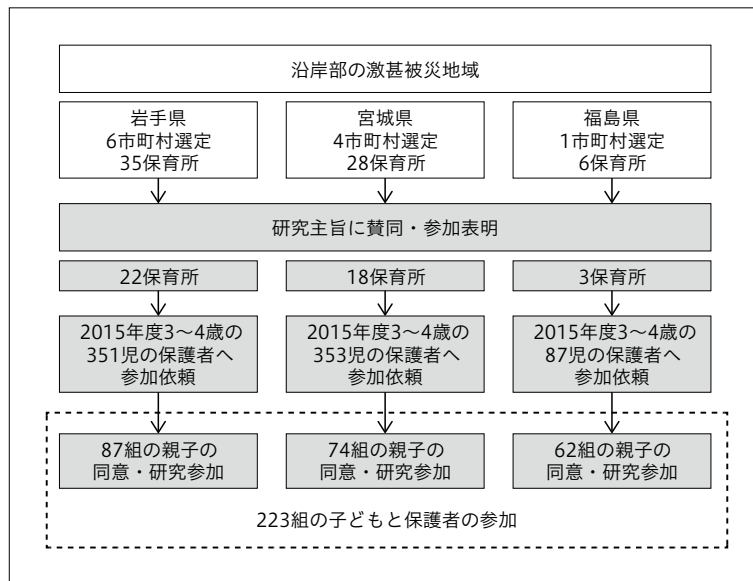 沿岸部の激甚被災地域
岩手県
6市町村選定
35保育所
宮城県
4市町村選定
28保育所
福島県
1市町村選定
6保育所
研究主旨に賛同・参加表明
22保育所
18保育所
3保育所
2015年度3〜4歳の
351児の保護者へ
参加依頼
2015年度3〜4歳の
353児の保護者へ
参加依頼
2015年度3〜4歳の
87児の保護者へ
参加依頼
87組の親子の
同意・研究参加
74組の親子の
同意・研究参加
62組の親子の
同意・研究参加
223組の子どもと保護者の参加